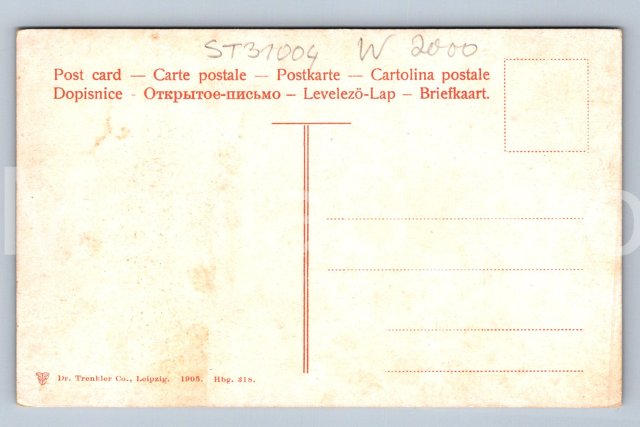 ST31004 W 2000
Post card — Carte postale — Postkarte — Cartolina postale
Dopisnice - Открытое-письмо – Levelező-Lap – Briefkaart.
Dr. Trenkler Co., Leipzig. 1905. Hbg. 318.